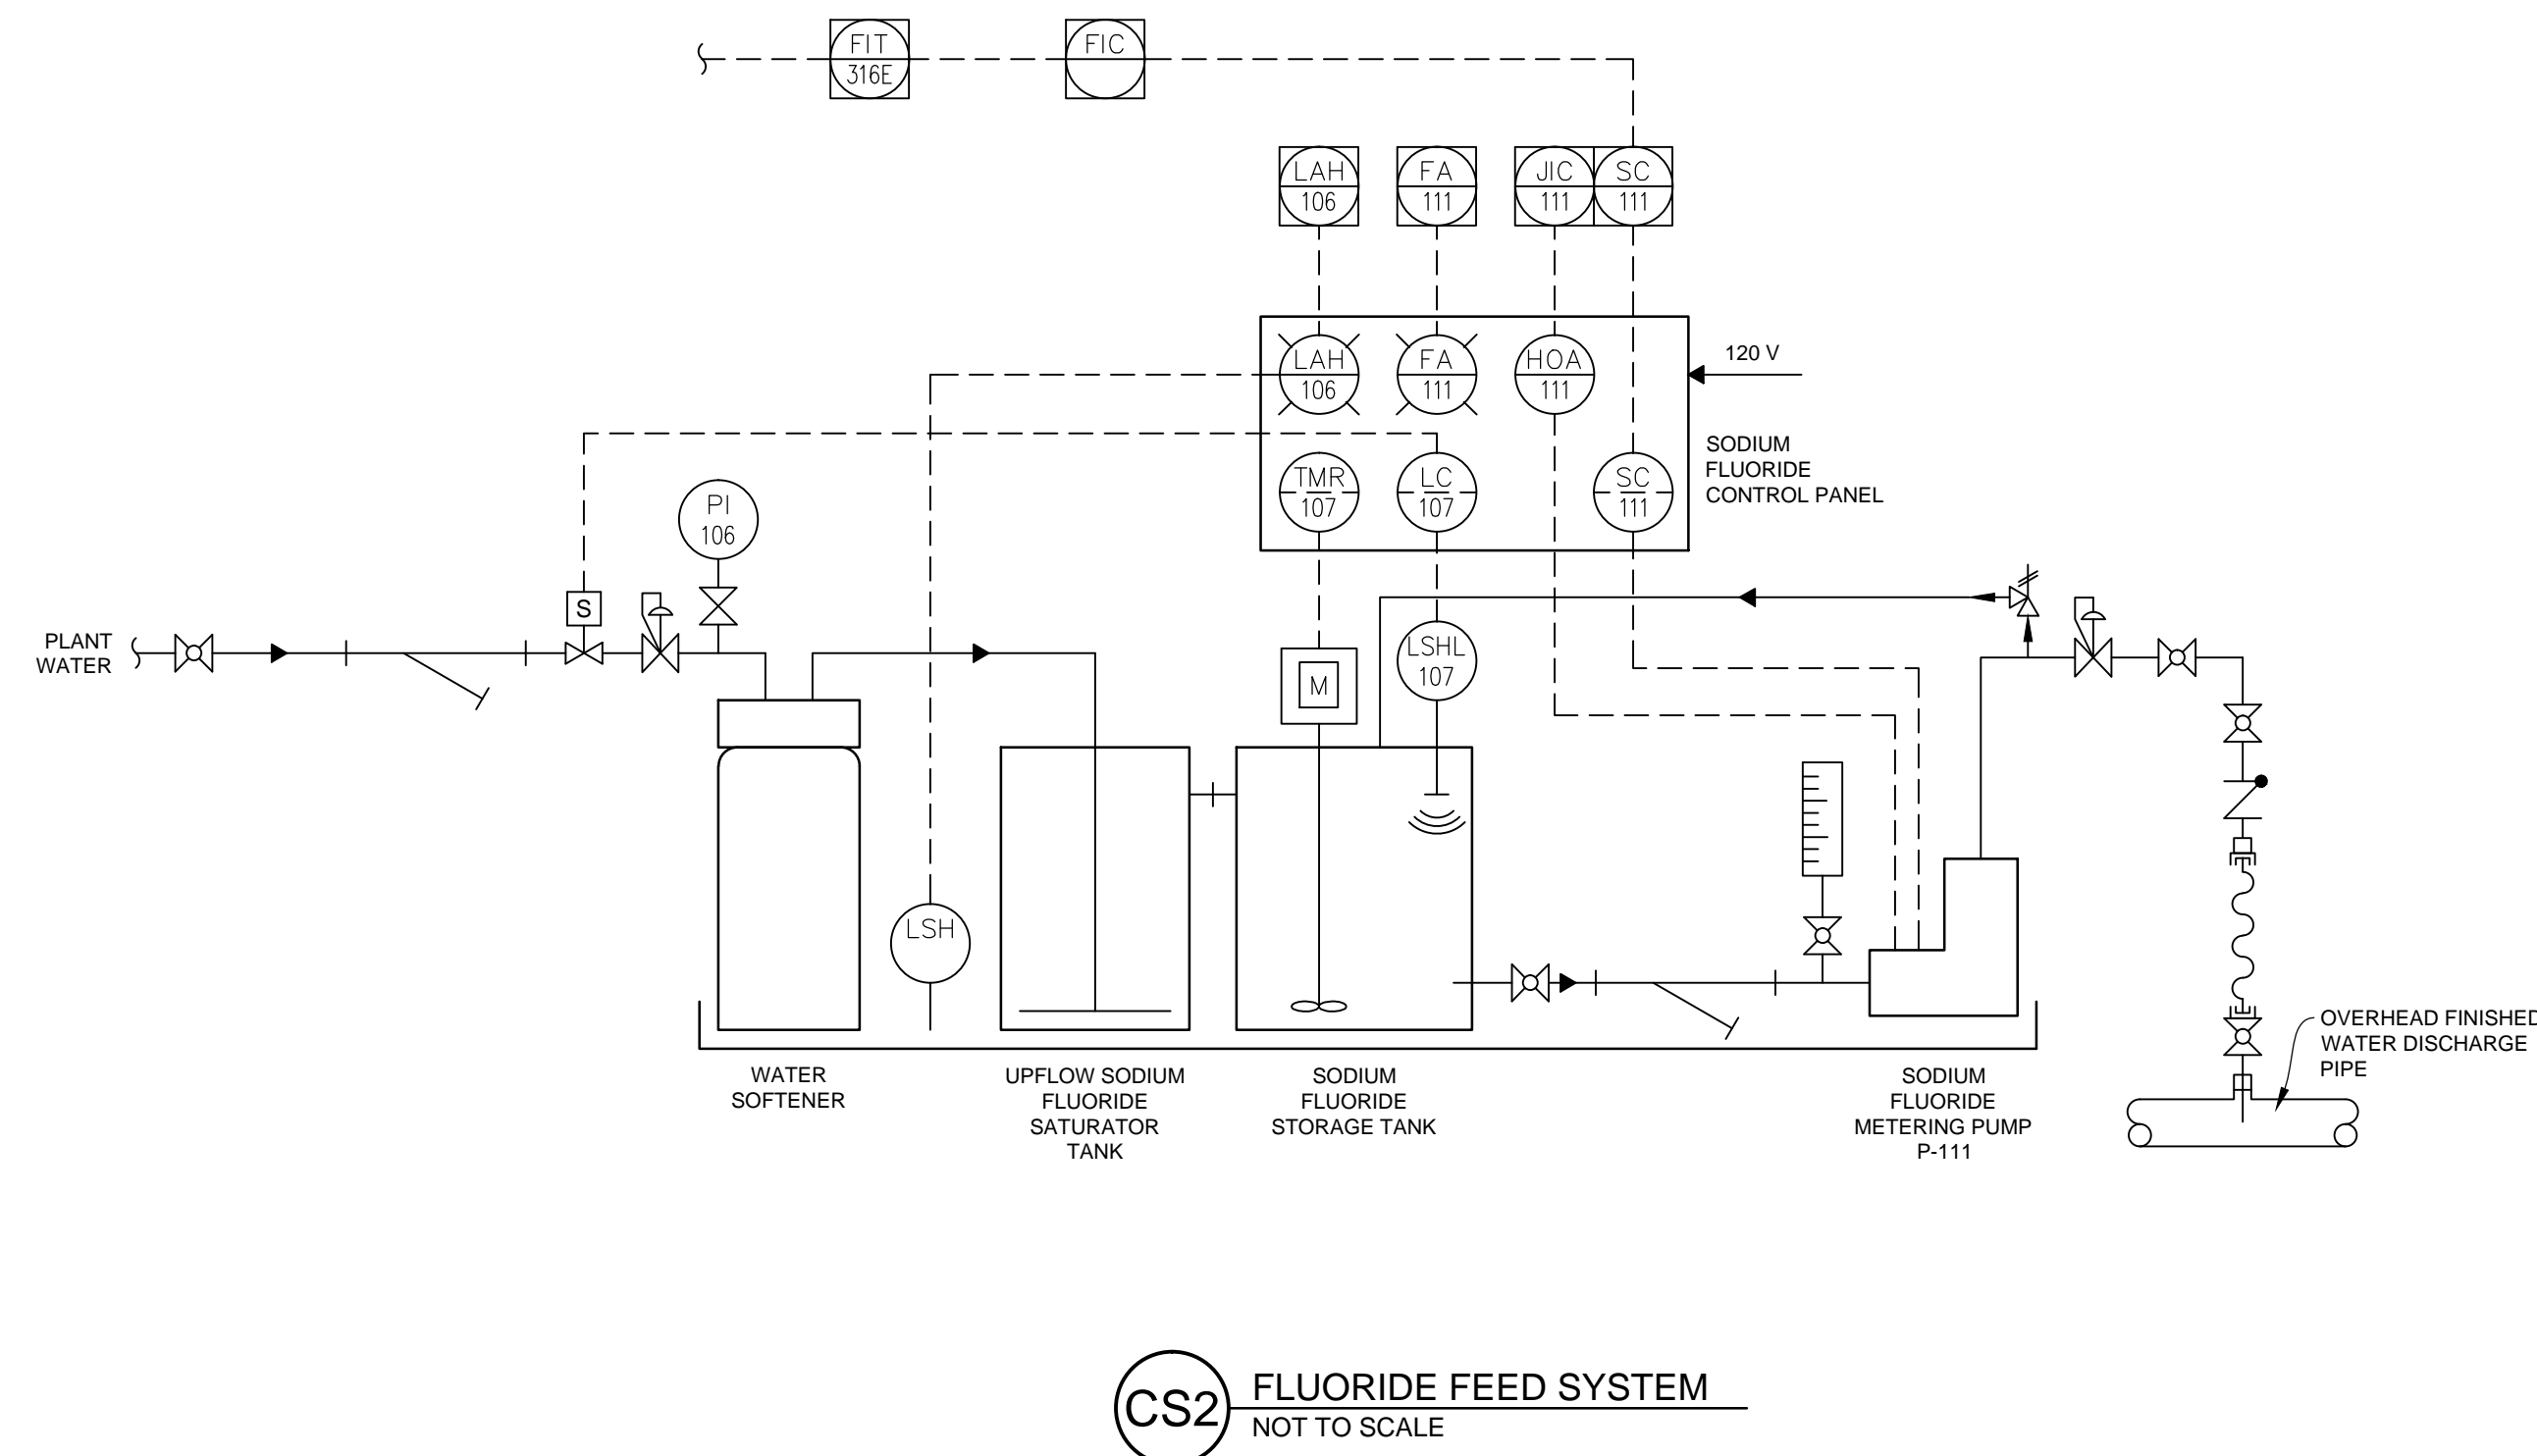 FIT
316E
FIC
LAH
106
FA
111
JIC
111
SC
111
LAH
106
FA
111
HOA
111
120 V
SODIUM
FLUORIDE
CONTROL PANEL
TMR
107
LC
107
SC
111
PI
106
S
PLANT
WATER
LSHL
107
M
LSH
OVERHEAD FINISHED
WATER DISCHARGE
PIPE
WATER
SOFTENER
UPFLOW SODIUM
FLUORIDE
SATURATOR
TANK
SODIUM
FLUORIDE
STORAGE TANK
SODIUM
FLUORIDE
METERING PUMP
P-111
CS2
FLUORIDE FEED SYSTEM
NOT TO SCALE